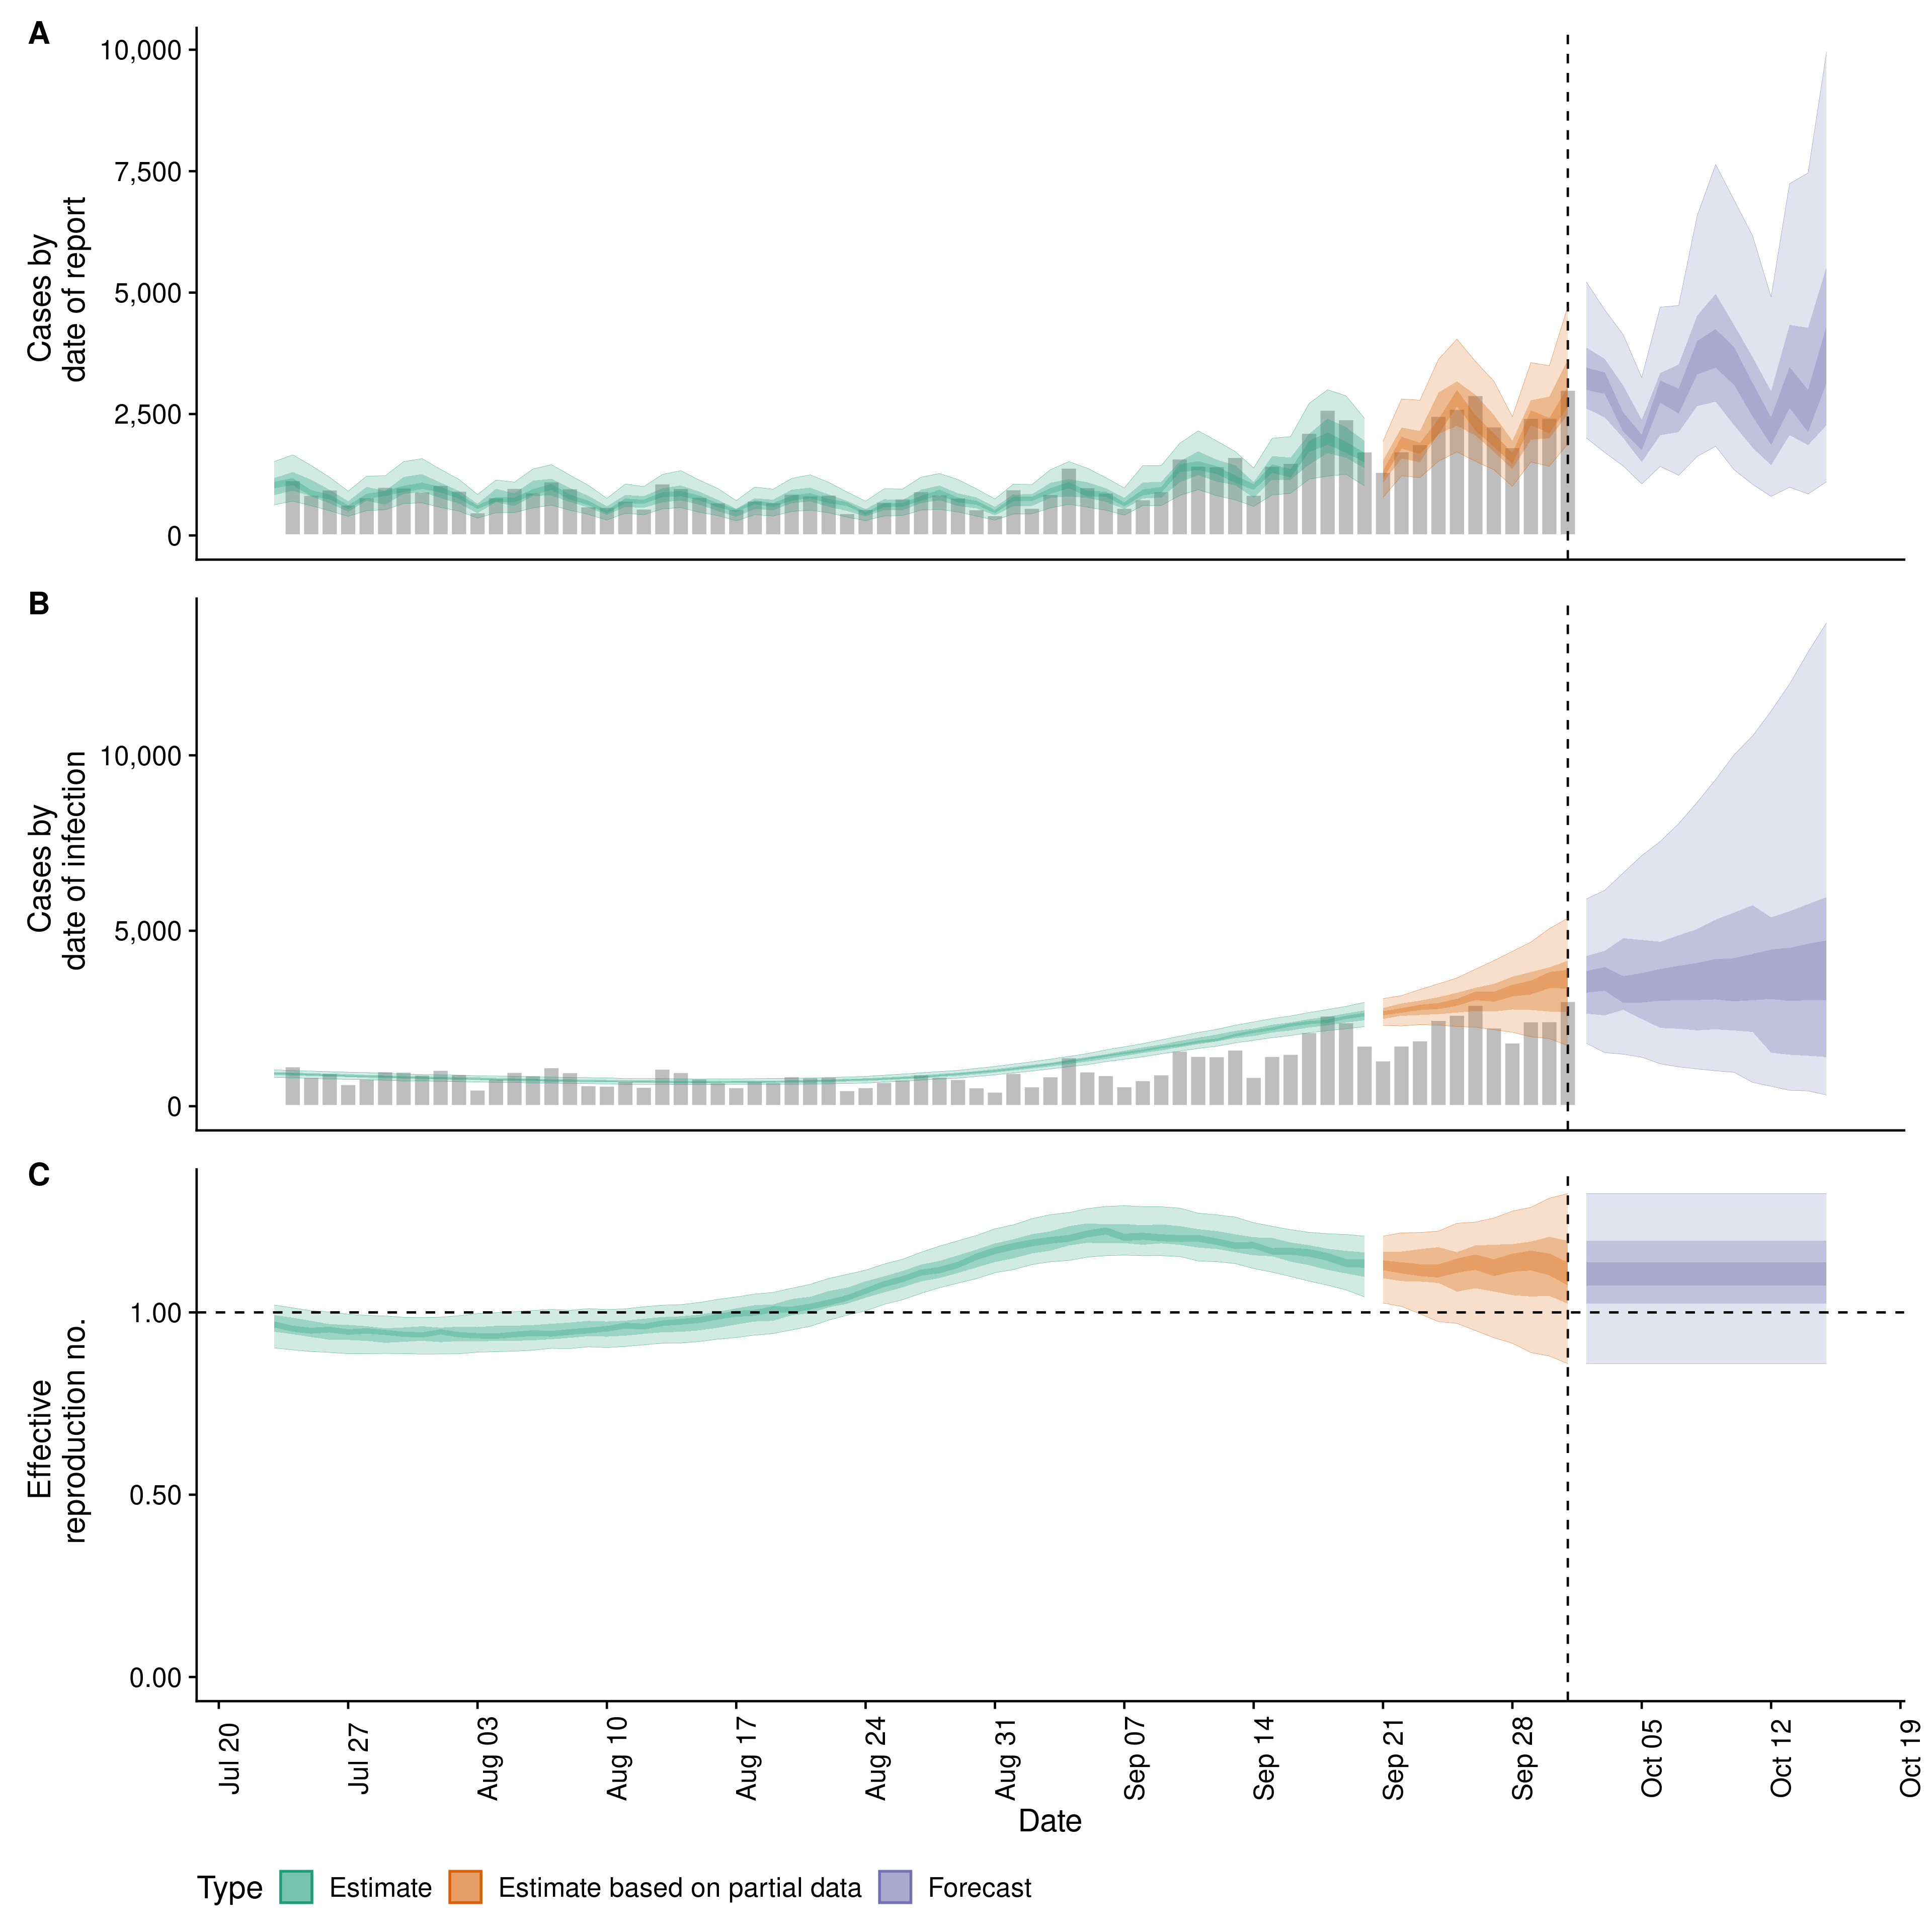 A
10,000
7,500
5,000
2,500
0
Cases by
date of report
B
10,000
5,000
0
Cases by
date of infection
C
1.00
0.50
0.00
Effective
reproduction no.
Jul 20
Jul 27
Aug 03
Aug 10
Aug 17
Aug 24
Aug 31
Sep 07
Sep 14
Sep 21
Sep 28
Oct 05
Oct 12
Oct 19
Date
Type Estimate Estimate based on partial data Forecast